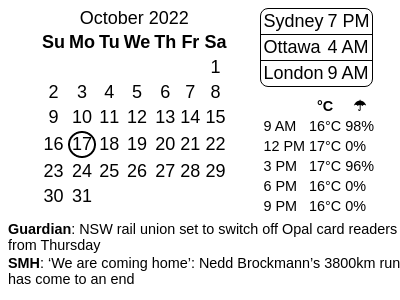 October 2022
Su Mo Tu We Th Fr Sa
1
2 3 4 5 6 7 8
9 10 11 12 13 14 15
16 17 18 19 20 21 22
23 24 25 26 27 28 29
30 31
Sydney 7 PM
Ottawa 4 AM
London 9 AM
°C ☂
9 AM 16°C 98%
12 PM 17°C 0%
3 PM 17°C 96%
6 PM 16°C 0%
9 PM 16°C 0%
Guardian: NSW rail union set to switch off Opal card readers
from Thursday
SMH: ‘We are coming home’: Nedd Brockmann’s 3800km run
has come to an end